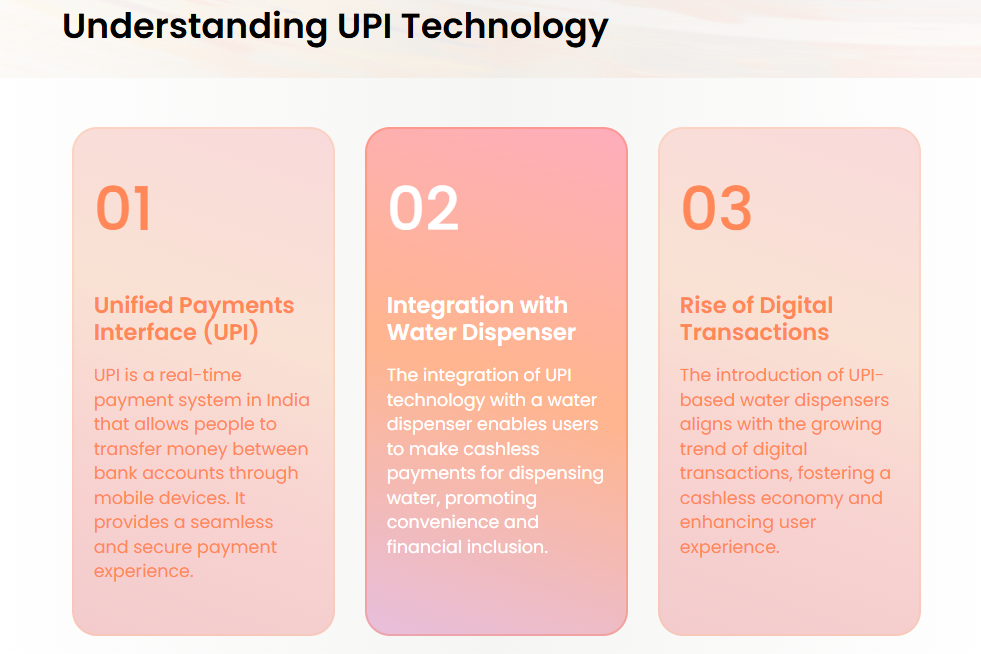 Understanding UPI Technology
01
Unified Payments
Interface (UPI)
UPI is a real-time
payment system in India
that allows people to
transfer money between
bank accounts through
mobile devices. It
provides a seamless
and secure payment
experience.
02
Integration with
Water Dispenser
The integration of UPI
technology with a water
dispenser enables users
to make cashless
payments for dispensing
water, promoting
convenience and
financial inclusion.
03
Rise of Digital
Transactions
The introduction of UPI-
based water dispensers
aligns with the growing
trend of digital
transactions, fostering a
cashless economy and
enhancing user
experience.